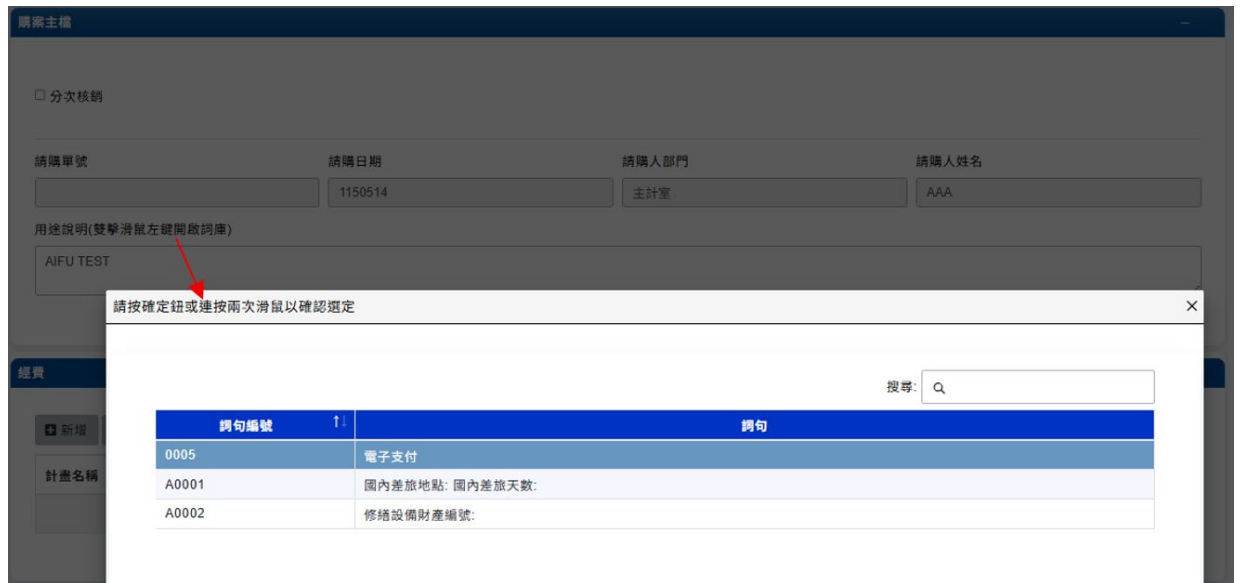 購案主檔
分次核銷
請購單號 請購日期 請購人部門 請購人姓名
1150514 主計室 AAA
用途說明(雙擊滑鼠左鍵開啟詞庫)
AIFU TEST
請按確定鈕或連按兩次滑鼠以確認選定
經費
搜尋:
新增
詞句編號 詞句
0005 電子支付
計畫名稱
A0001 國內差旅地點: 國內差旅天數:
A0002 修繕設備財產編號: